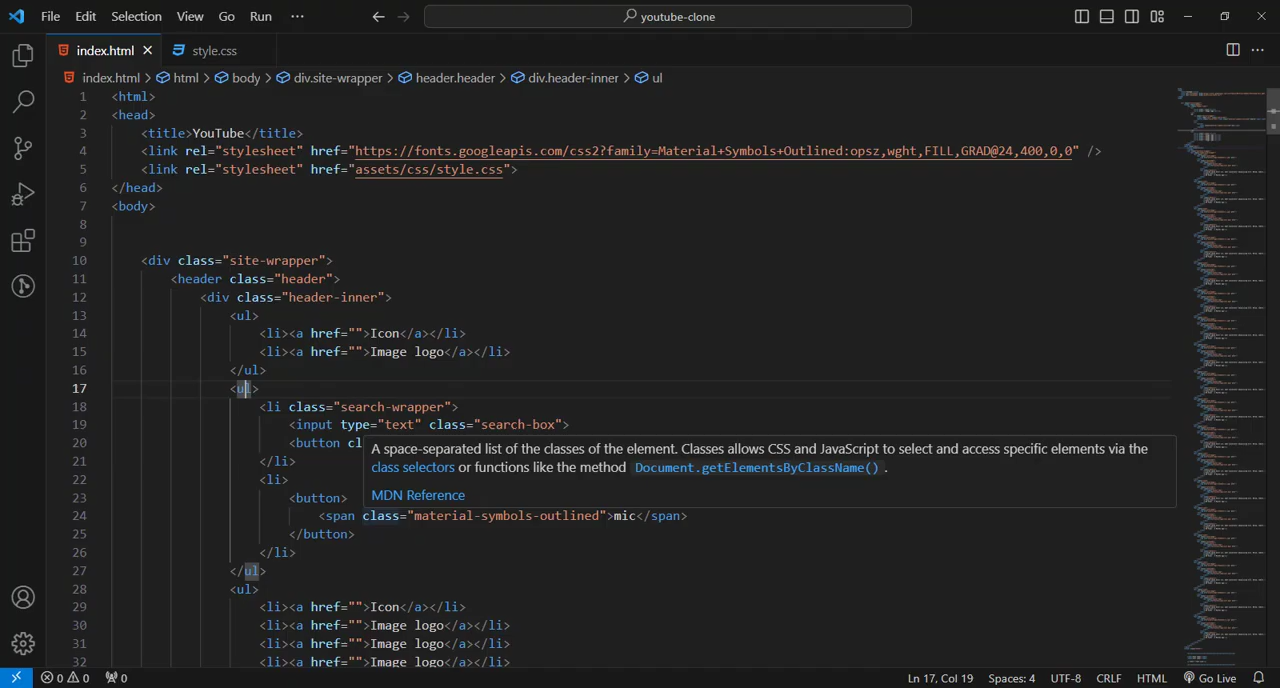 File Edit Selection View Go Run ··· youtube-clone
index.html style.css
index.html > html > body > div.site-wrapper > header.header > div.header-inner > ul
1 <html>
2 <head>
3 <title>YouTube</title>
4 <link rel="stylesheet" href="https://fonts.googleapis.com/css2?family=Material+Symbols+Outlined:opsz,wght,FILL,GRAD@24,400,0,0" />
5 <link rel="stylesheet" href="assets/css/style.css">
6 </head>
7 <body>
8
9
10 <div class="site-wrapper">
11 <header class="header">
12 <div class="header-inner">
13 <ul>
14 <li><a href="">Icon</a></li>
15 <li><a href="">Image logo</a></li>
16 </ul>
17 <ul>
18 <li class="search-wrapper">
19 <input type="text" class="search-box">
20 <button cl
A space-separated list of the classes of the element. Classes allows CSS and JavaScript to select and access specific elements via the
21 </li>
class selectors or functions like the method Document.getElementsByClassName() .
22 <li>
MDN Reference
23 <button>
24 <span class="material-symbols-outlined">mic</span>
25 </button>
26 </li>
27 </ul>
28 <ul>
29 <li><a href="">Icon</a></li>
30 <li><a href="">Image logo</a></li>
31 <li><a href="">Image logo</a></li>
32 <li><a href="">Image logo</a></li>
0 0 0 Ln 17, Col 19 Spaces: 4 UTF-8 CRLF HTML Go Live